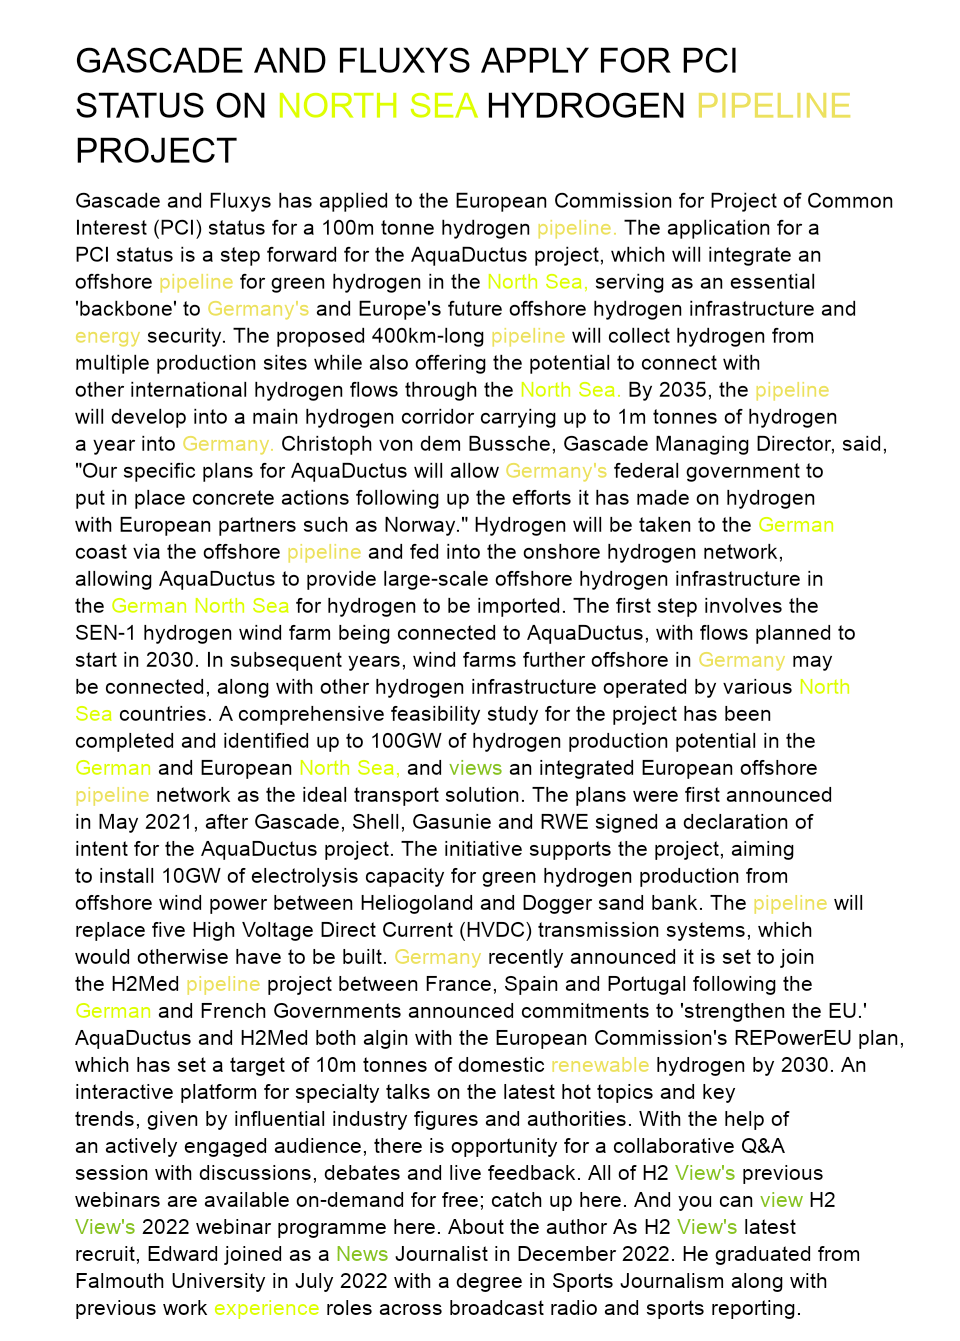 GASCADE AND FLUXYS APPLY FOR PCI
STATUS ON NORTH SEA HYDROGEN PIPELINE
PROJECT
Gascade and Fluxys has applied to the European Commission for Project of Common
Interest (PCI) status for a 100m tonne hydrogen pipeline. The application for a
PCI status is a step forward for the AquaDuctus project, which will integrate an
offshore pipeline for green hydrogen in the North Sea, serving as an essential
'backbone' to Germany's and Europe's future offshore hydrogen infrastructure and
energy security. The proposed 400km-long pipeline will collect hydrogen from
multiple production sites while also offering the potential to connect with
other international hydrogen flows through the North Sea. By 2035, the pipeline
will develop into a main hydrogen corridor carrying up to 1m tonnes of hydrogen
a year into Germany. Christoph von dem Bussche, Gascade Managing Director, said,
"Our specific plans for AquaDuctus will allow Germany's federal government to
put in place concrete actions following up the efforts it has made on hydrogen
with European partners such as Norway." Hydrogen will be taken to the German
coast via the offshore pipeline and fed into the onshore hydrogen network,
allowing AquaDuctus to provide large-scale offshore hydrogen infrastructure in
the German North Sea for hydrogen to be imported. The first step involves the
SEN-1 hydrogen wind farm being connected to AquaDuctus, with flows planned to
start in 2030. In subsequent years, wind farms further offshore in Germany may
be connected, along with other hydrogen infrastructure operated by various North
Sea countries. A comprehensive feasibility study for the project has been
completed and identified up to 100GW of hydrogen production potential in the
German and European North Sea, and views an integrated European offshore
pipeline network as the ideal transport solution. The plans were first announced
in May 2021, after Gascade, Shell, Gasunie and RWE signed a declaration of
intent for the AquaDuctus project. The initiative supports the project, aiming
to install 10GW of electrolysis capacity for green hydrogen production from
offshore wind power between Heliogoland and Dogger sand bank. The pipeline will
replace five High Voltage Direct Current (HVDC) transmission systems, which
would otherwise have to be built. Germany recently announced it is set to join
the H2Med pipeline project between France, Spain and Portugal following the
German and French Governments announced commitments to 'strengthen the EU.'
AquaDuctus and H2Med both algin with the European Commission's REPowerEU plan,
which has set a target of 10m tonnes of domestic renewable hydrogen by 2030. An
interactive platform for specialty talks on the latest hot topics and key
trends, given by influential industry figures and authorities. With the help of
an actively engaged audience, there is opportunity for a collaborative Q&A
session with discussions, debates and live feedback. All of H2 View's previous
webinars are available on-demand for free; catch up here. And you can view H2
View's 2022 webinar programme here. About the author As H2 View's latest
recruit, Edward joined as a News Journalist in December 2022. He graduated from
Falmouth University in July 2022 with a degree in Sports Journalism along with
previous work experience roles across broadcast radio and sports reporting.